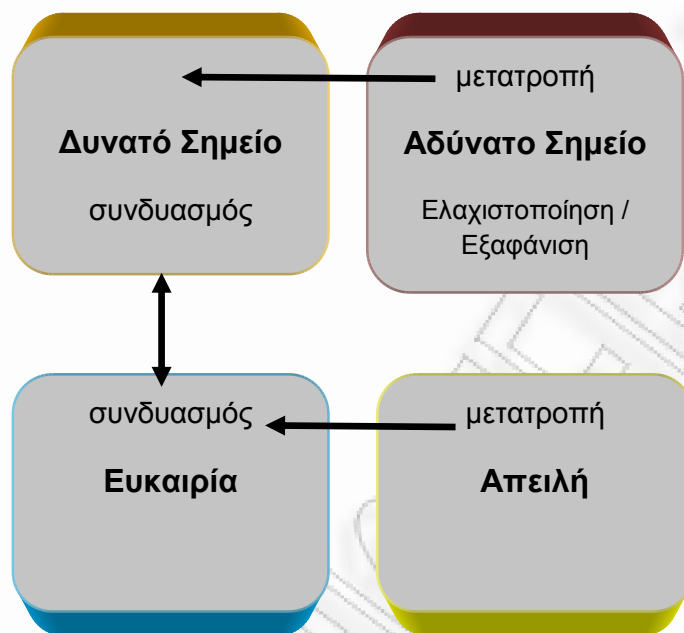 μετατροπή
Δυνατό Σημείο
Αδύνατο Σημείο
συνδυασμός
Ελαχιστοποίηση /
Εξαφάνιση
συνδυασμός
μετατροπή
Ευκαιρία
Απειλή